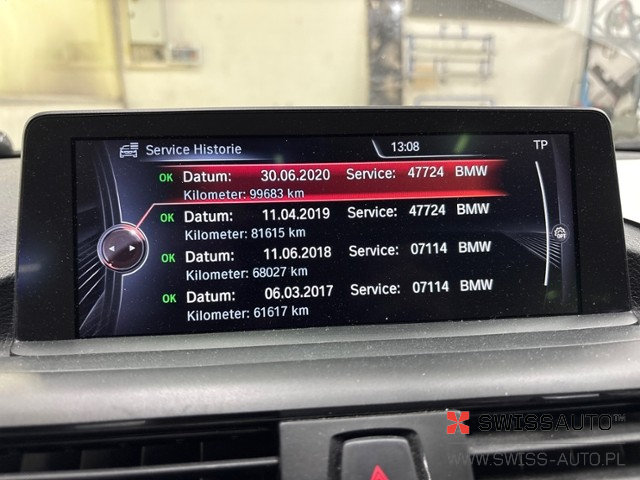 Service Historie 13:08 TP
OK Datum: 30.06.2020 Service: 47724 BMW
Kilometer: 99683 km
OK Datum: 11.04.2019 Service: 47724 BMW
Kilometer: 81615 km
OK Datum: 11.06.2018 Service: 07114 BMW
Kilometer: 68027 km
OK Datum: 06.03.2017 Service: 07114 BMW
Kilometer: 61617 km
OFF
SWISSAUTO™
www.SWISS-AUTO.PL